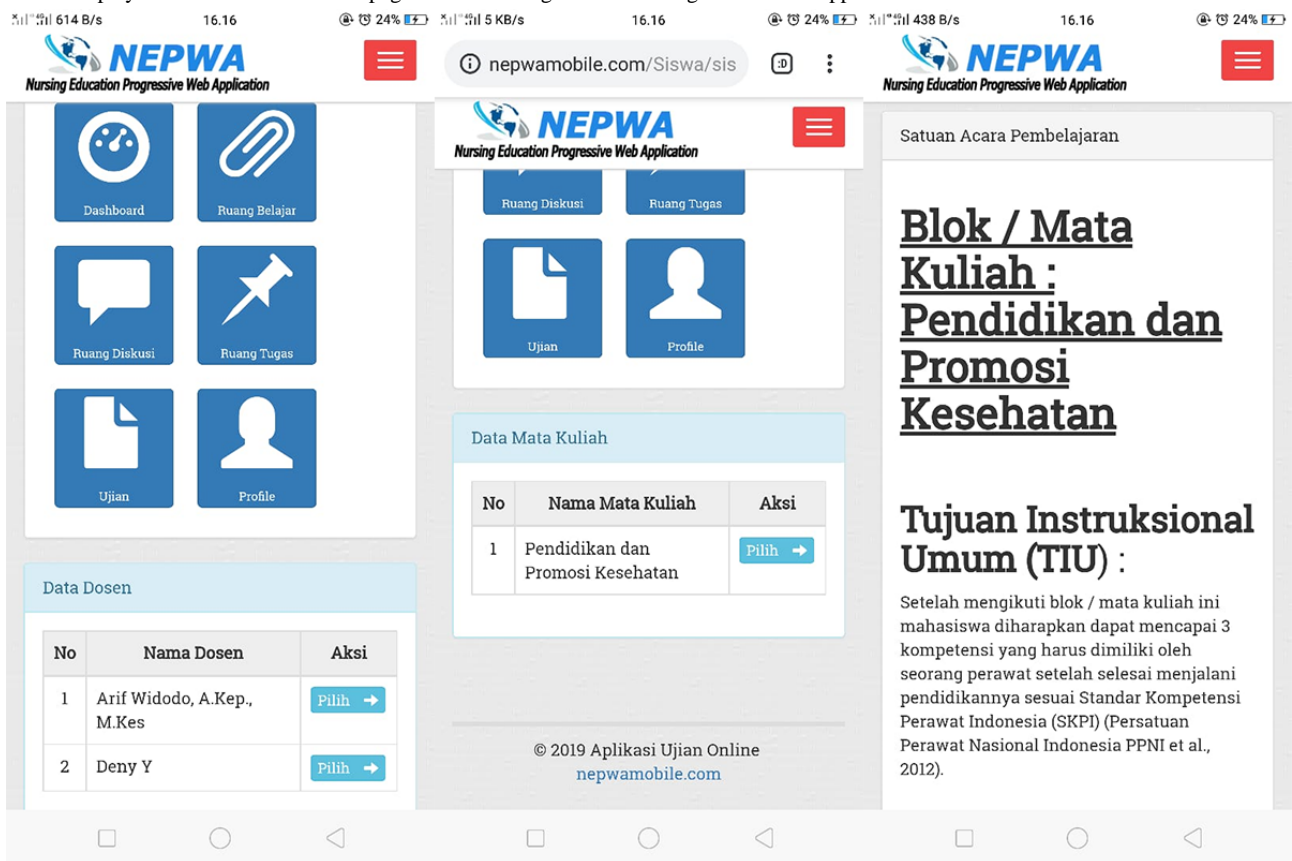 614 B/s 16.16 24%
NEPWA
Nursing Education Progressive Web Application
Dashboard Ruang Belajar
Ruang Diskusi Ruang Tugas
Ujian Profile
Data Dosen
No Nama Dosen Aksi
1 Arif Widodo, A.Kep., Pilih
M.Kes
2 Deny Y Pilih
5 KB/s 16.16 24%
nepwamobile.com/Siswa/sis :D
NEPWA
Nursing Education Progressive Web Application
Ruang Diskusi Ruang Tugas
Ujian Profile
Data Mata Kuliah
No Nama Mata Kuliah Aksi
1 Pendidikan dan Pilih
Promosi Kesehatan
© 2019 Aplikasi Ujian Online
nepwamobile.com
438 B/s 16.16 24%
NEPWA
Nursing Education Progressive Web Application
Satuan Acara Pembelajaran
Blok / Mata
Kuliah :
Pendidikan dan
Promosi
Kesehatan
Tujuan Instruksional
Umum (TIU) :
Setelah mengikuti blok / mata kuliah ini
mahasiswa diharapkan dapat mencapai 3
kompetensi yang harus dimiliki oleh
seorang perawat setelah selesai menjalani
pendidikannya sesuai Standar Kompetensi
Perawat Indonesia (SKPI) (Persatuan
Perawat Nasional Indonesia PPNI et al.,
2012).